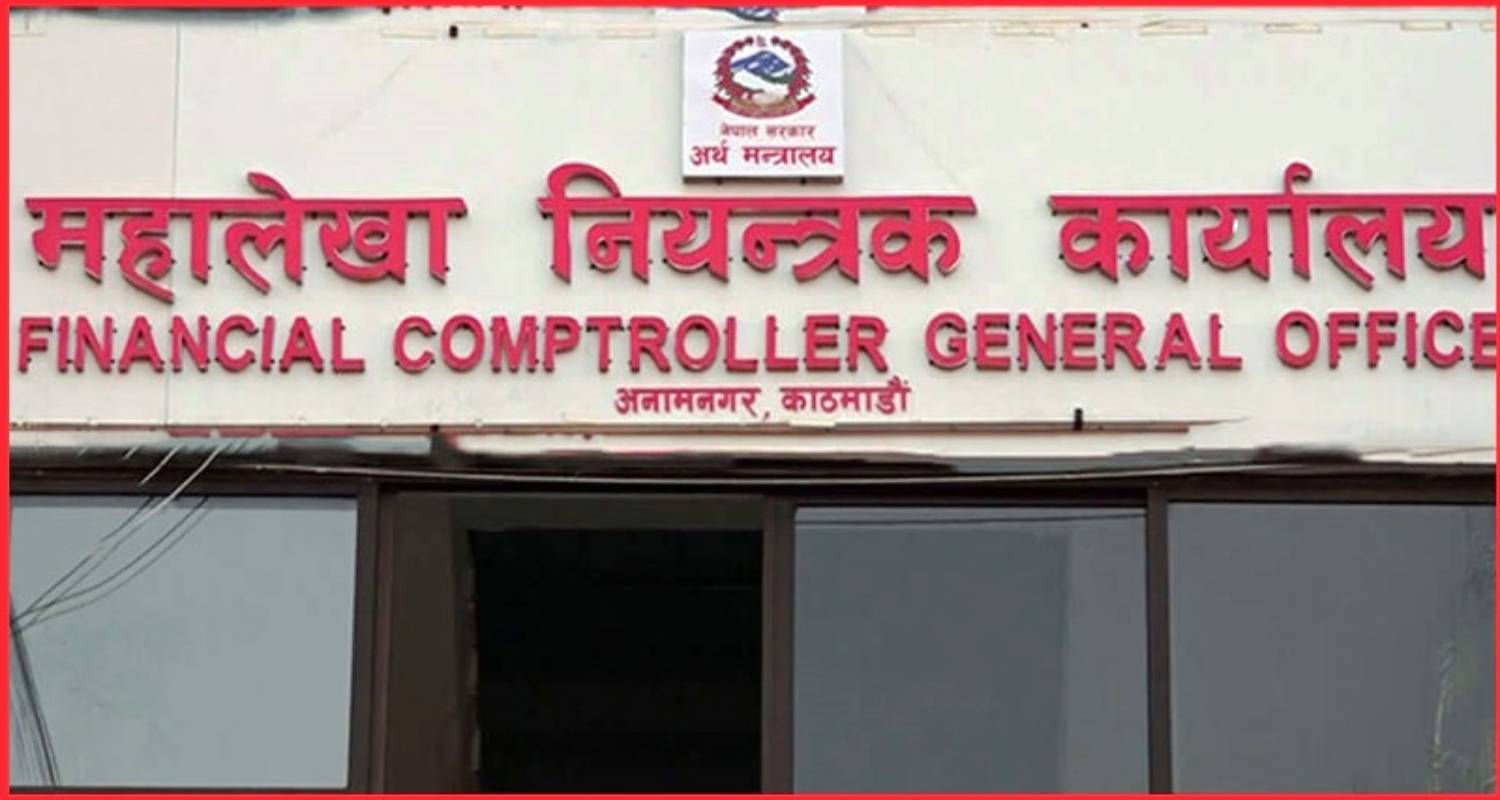 नेपाल सरकार
अर्थ मन्त्रालय
महालेखा नियन्त्रक कार्यालय
FINANCIAL COMPTROLLER GENERAL OFFICE
अनामनगर, काठमाडौं